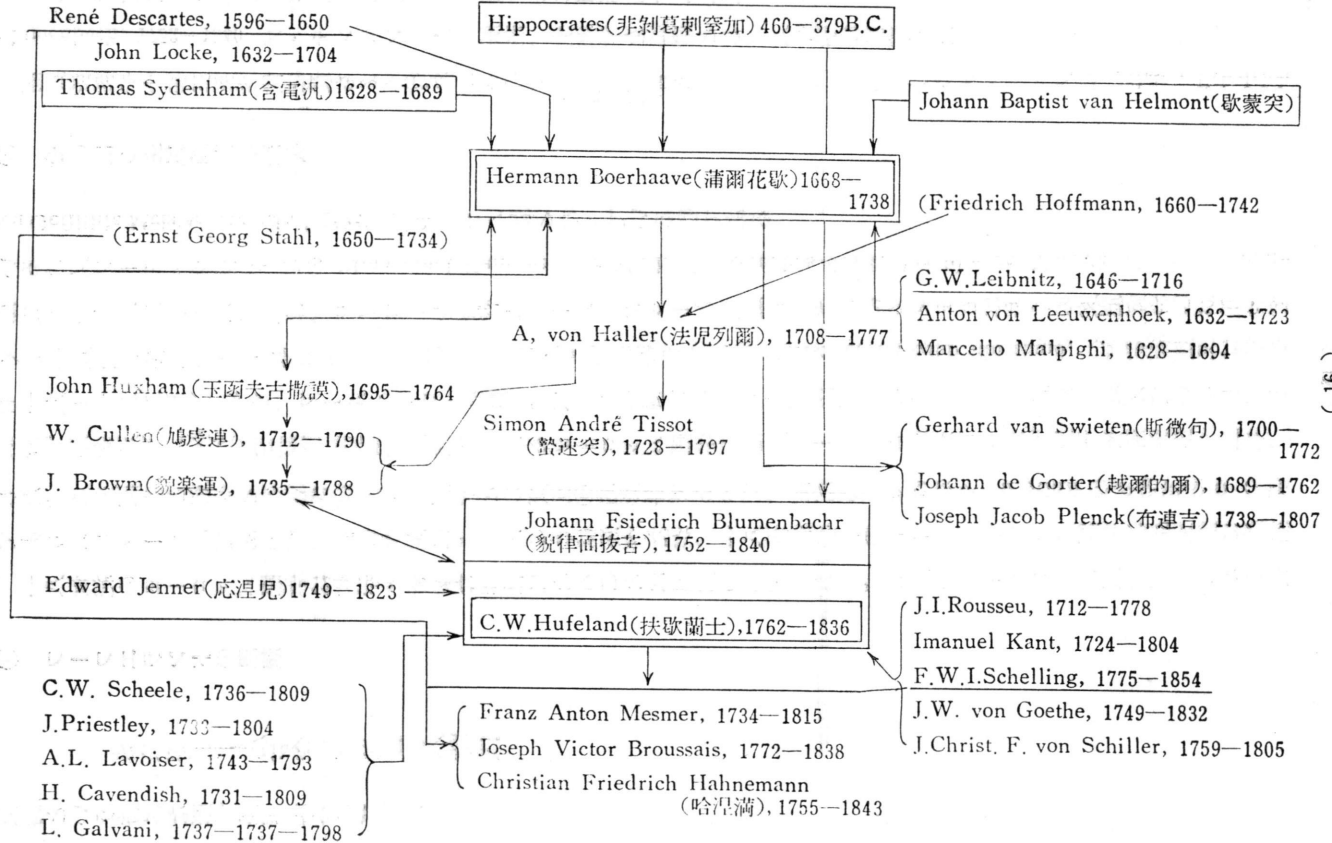 René Descartes, 1596—1650
John Locke, 1632—1704
Thomas Sydenham(含電汎)1628—1689
Hippocrates(非剝葛刺窒加)460—379B.C.
Johann Baptist van Helmont(歇蒙突)
Hermann Boerhaave(蒲爾花歇)1668—
1738
(Friedrich Hoffmann, 1660—1742
(Ernst Georg Stahl, 1650—1734)
G.W.Leibnitz, 1646—1716
Anton von Leeuwenhoek, 1632—1723
Marcello Malpighi, 1628—1694
A, von Haller(法児列爾), 1708—1777
(16)
John Huxham(玉函夫古撒謨),1695—1764
W. Cullen(鳩虔連), 1712—1790
J. Browm(貌楽運), 1735—1788
Simon André Tissot
(蟄速突),1728—1797
Gerhard van Swieten(斯微句), 1700—
1772
Johann de Gorter(越爾的爾),1689—1762
Joseph Jacob Plenck(布連吉)1738—1807
Johann Fsiedrich Blumenbachr
(貌律面抜苦),1752—1840
Edward Jenner(応涅児)1749—1823
C.W.Hufeland(扶歇蘭士),1762—1836
J.I.Rousseu, 1712—1778
Imanuel Kant, 1724—1804
F.W.I.Schelling, 1775—1854
J.W. von Goethe, 1749—1832
J.Christ. F. von Schiller, 1759—1805
C.W. Scheele, 1736—1809
J.Priestley, 1733—1804
A.L. Lavoiser, 1743—1793
H. Cavendish, 1731—1809
L. Galvani, 1737—1737—1798
Franz Anton Mesmer, 1734—1815
Joseph Victor Broussais, 1772—1838
Christian Friedrich Hahnemann
(哈涅満),1755—1843